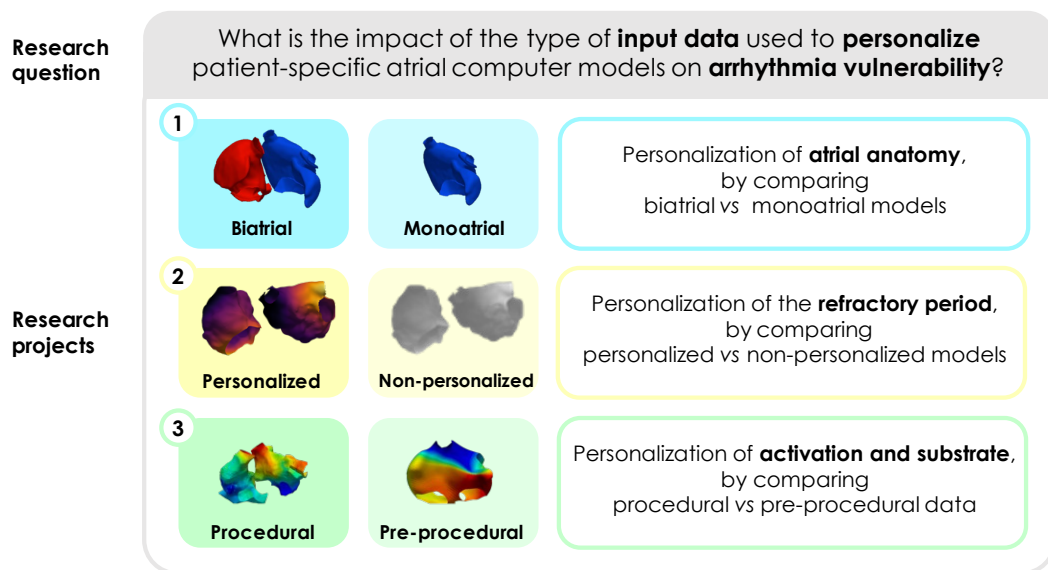 Research
question
What is the impact of the type of input data used to personalize
patient-specific atrial computer models on arrhythmia vulnerability?
Research
projects
1
Biatrial
Monoatrial
Personalization of atrial anatomy,
by comparing
biatrial vs monoatrial models
2
Personalized
Non-personalized
Personalization of the refractory period,
by comparing
personalized vs non-personalized models
3
Procedural
Pre-procedural
Personalization of activation and substrate,
by comparing
procedural vs pre-procedural data